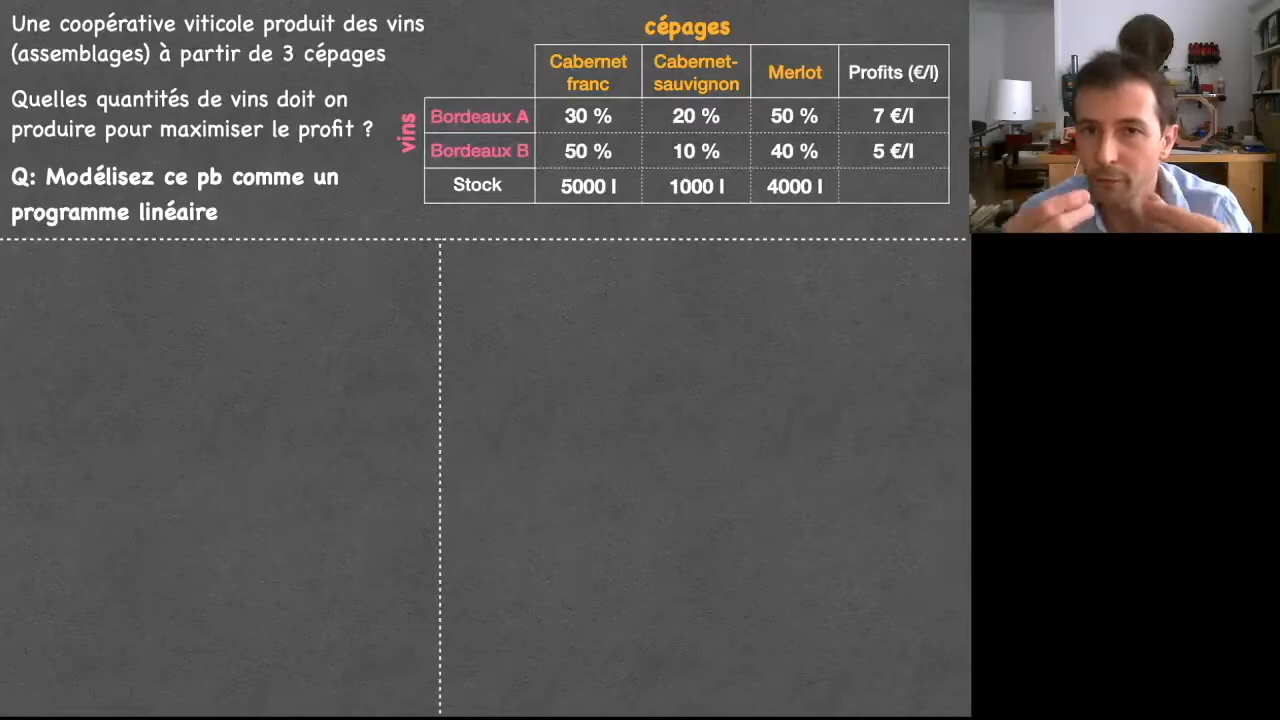 Une coopérative viticole produit des vins
(assemblages) à partir de 3 cépages
Quelles quantités de vins doit on
produire pour maximiser le profit ?
Q: Modélisez ce pb comme un
programme linéaire
cépages
Cabernet franc Cabernet-sauvignon Merlot Profits (€/l)
vins
Bordeaux A 30 % 20 % 50 % 7 €/l
Bordeaux B 50 % 10 % 40 % 5 €/l
Stock 5000 l 1000 l 4000 l